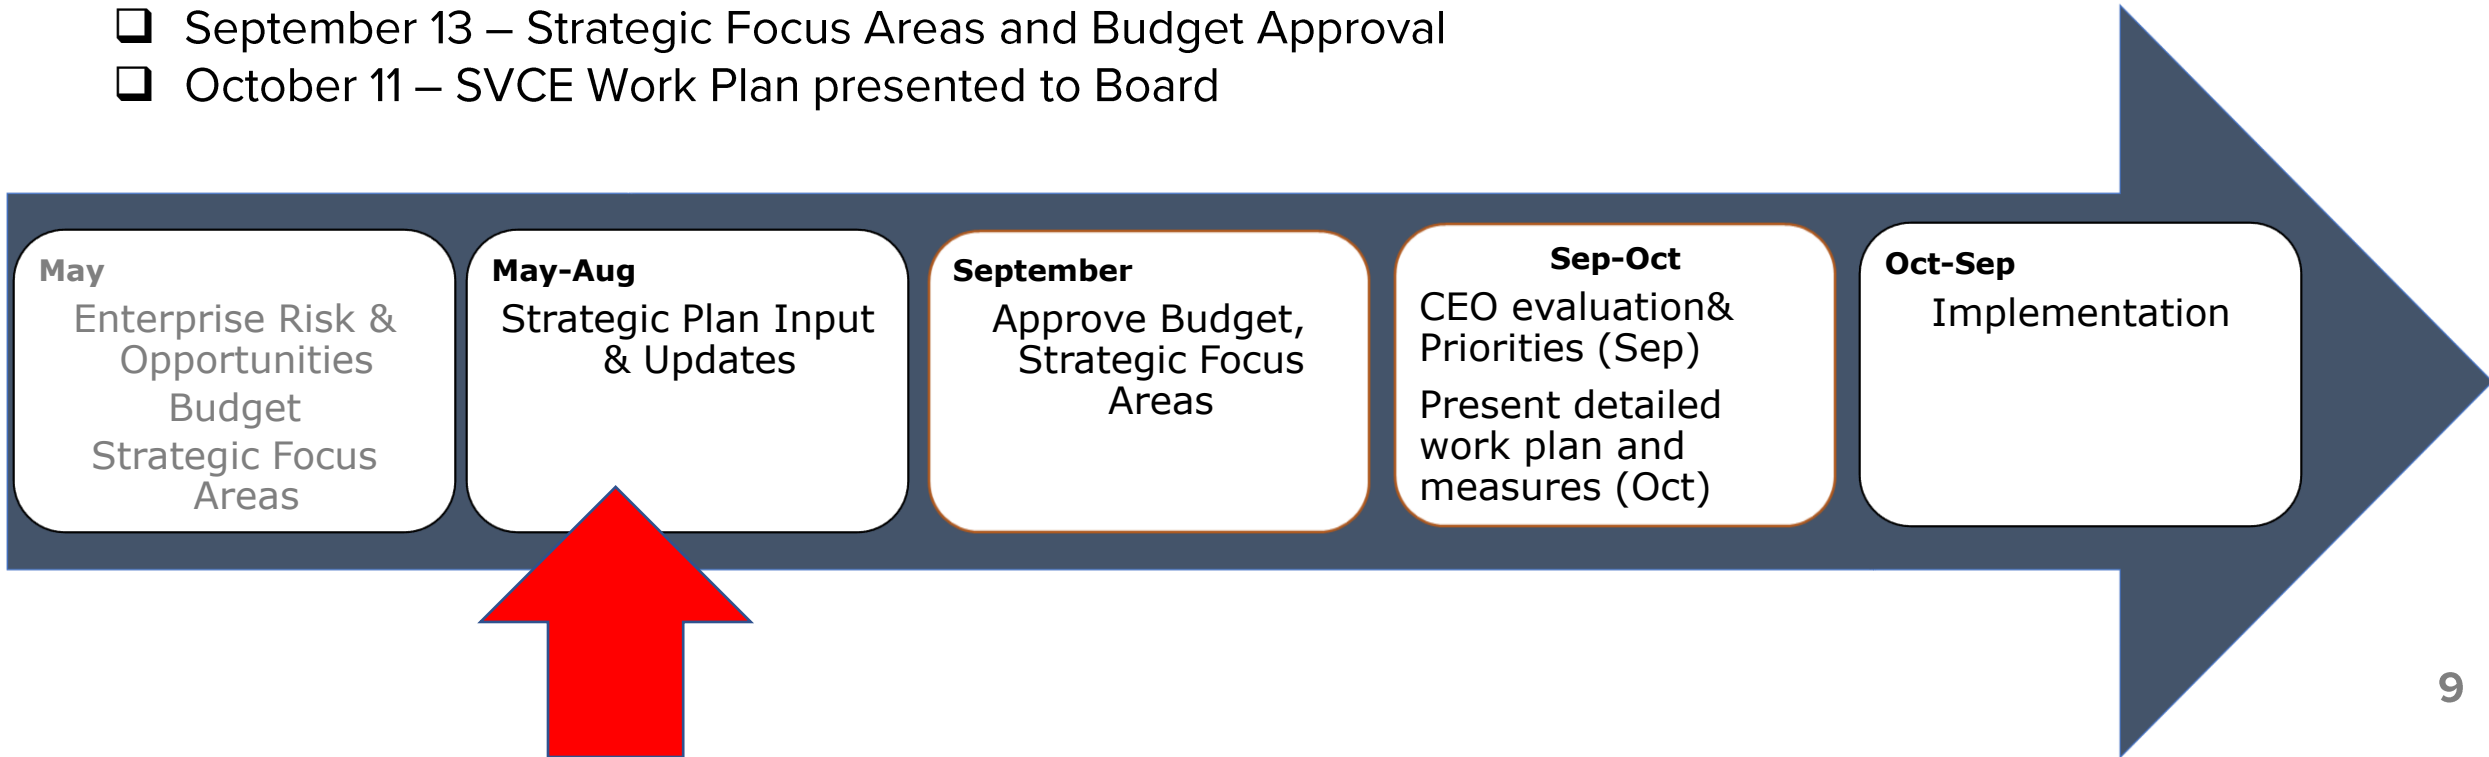 ❑ September 13 – Strategic Focus Areas and Budget Approval
❑ October 11 – SVCE Work Plan presented to Board
May
Enterprise Risk &
Opportunities
Budget
Strategic Focus
Areas
May-Aug
Strategic Plan Input
& Updates
September
Approve Budget,
Strategic Focus
Areas
Sep-Oct
CEO evaluation&
Priorities (Sep)
Present detailed
work plan and
measures (Oct)
Oct-Sep
Implementation
9